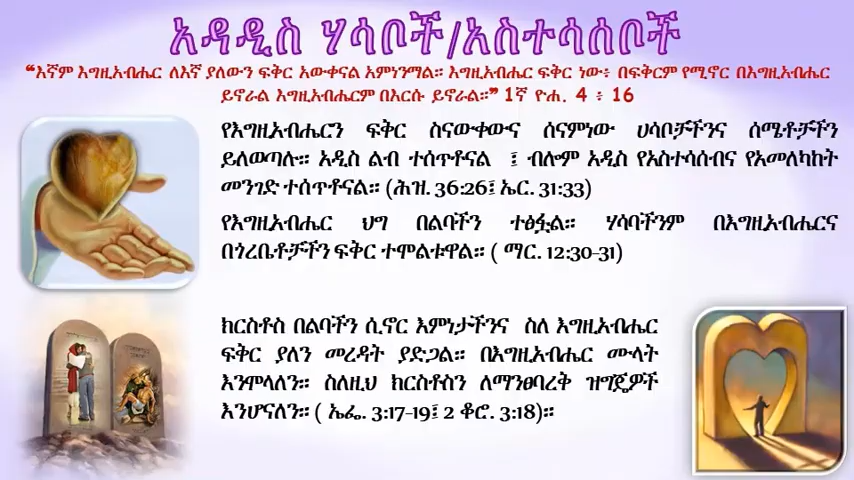 አዳዲስ ሃሳቦች/አስተሳሰቦች
“እኛም እግዚአብሔር ለእኛ ያለውን ፍቅር አውቀናል አምነንማል። እግዚአብሔር ፍቅር ነው፥ በፍቅርም የሚኖር በእግዚአብሔር
ይኖራል እግዚአብሔርም በእርሱ ይኖራል።” 1ኛ ዮሐ. 4 ፥ 16
የእግዚአብሔርን ፍቅር ስናውቀውና ሰናምነው ሀሳቦቻችንና ሰሜቶቻችን
ይለወጣሉ። አዲስ ልብ ተሰጥቶናል ፤ ብሎም አዲስ የአስተሳሰብና የአመለካከት
መንገድ ተሰጥቶናል። (ሕዝ. 36:26፤ ኤር. 31:33)
የእግዚአብሔር ህግ በልባችን ተፅፏል። ሃሳባችንም በእግዚአብሔርና
በጎረቤቶቻችን ፍቅር ተሞልቱዋል። ( ማር. 12:30-31)
ክርስቶስ በልባችን ሲኖር እምነታችንና ስለ እግዚአብሔር
ፍቅር ያለን መረዳት ያድጋል። በእግዚአብሔር ሙላት
እንሞላለን። ስለዚህ ክርስቶስን ለማንፀባረቅ ዝግጁዎች
እንሆናለን። ( ኤፌ. 3:17-19፤ 2 ቆሮ. 3:18)።